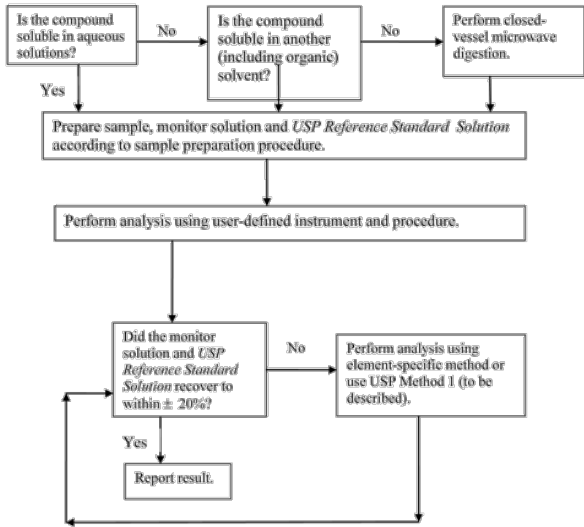 Is the compound
soluble in aqueous
solutions?
No
Is the compound
soluble in another
(including organic)
solvent?
No
Perform closed-
vessel microwave
digestion.
Yes
Prepare sample, monitor solution and USP Reference Standard Solution
according to sample preparation procedure.
Perform analysis using user-defined instrument and procedure.
Did the monitor
solution and USP
Reference Standard
Solution recover to
within ± 20%?
No
Perform analysis using
element-specific method or
use USP Method 1 (to be
described).
Yes
Report result.